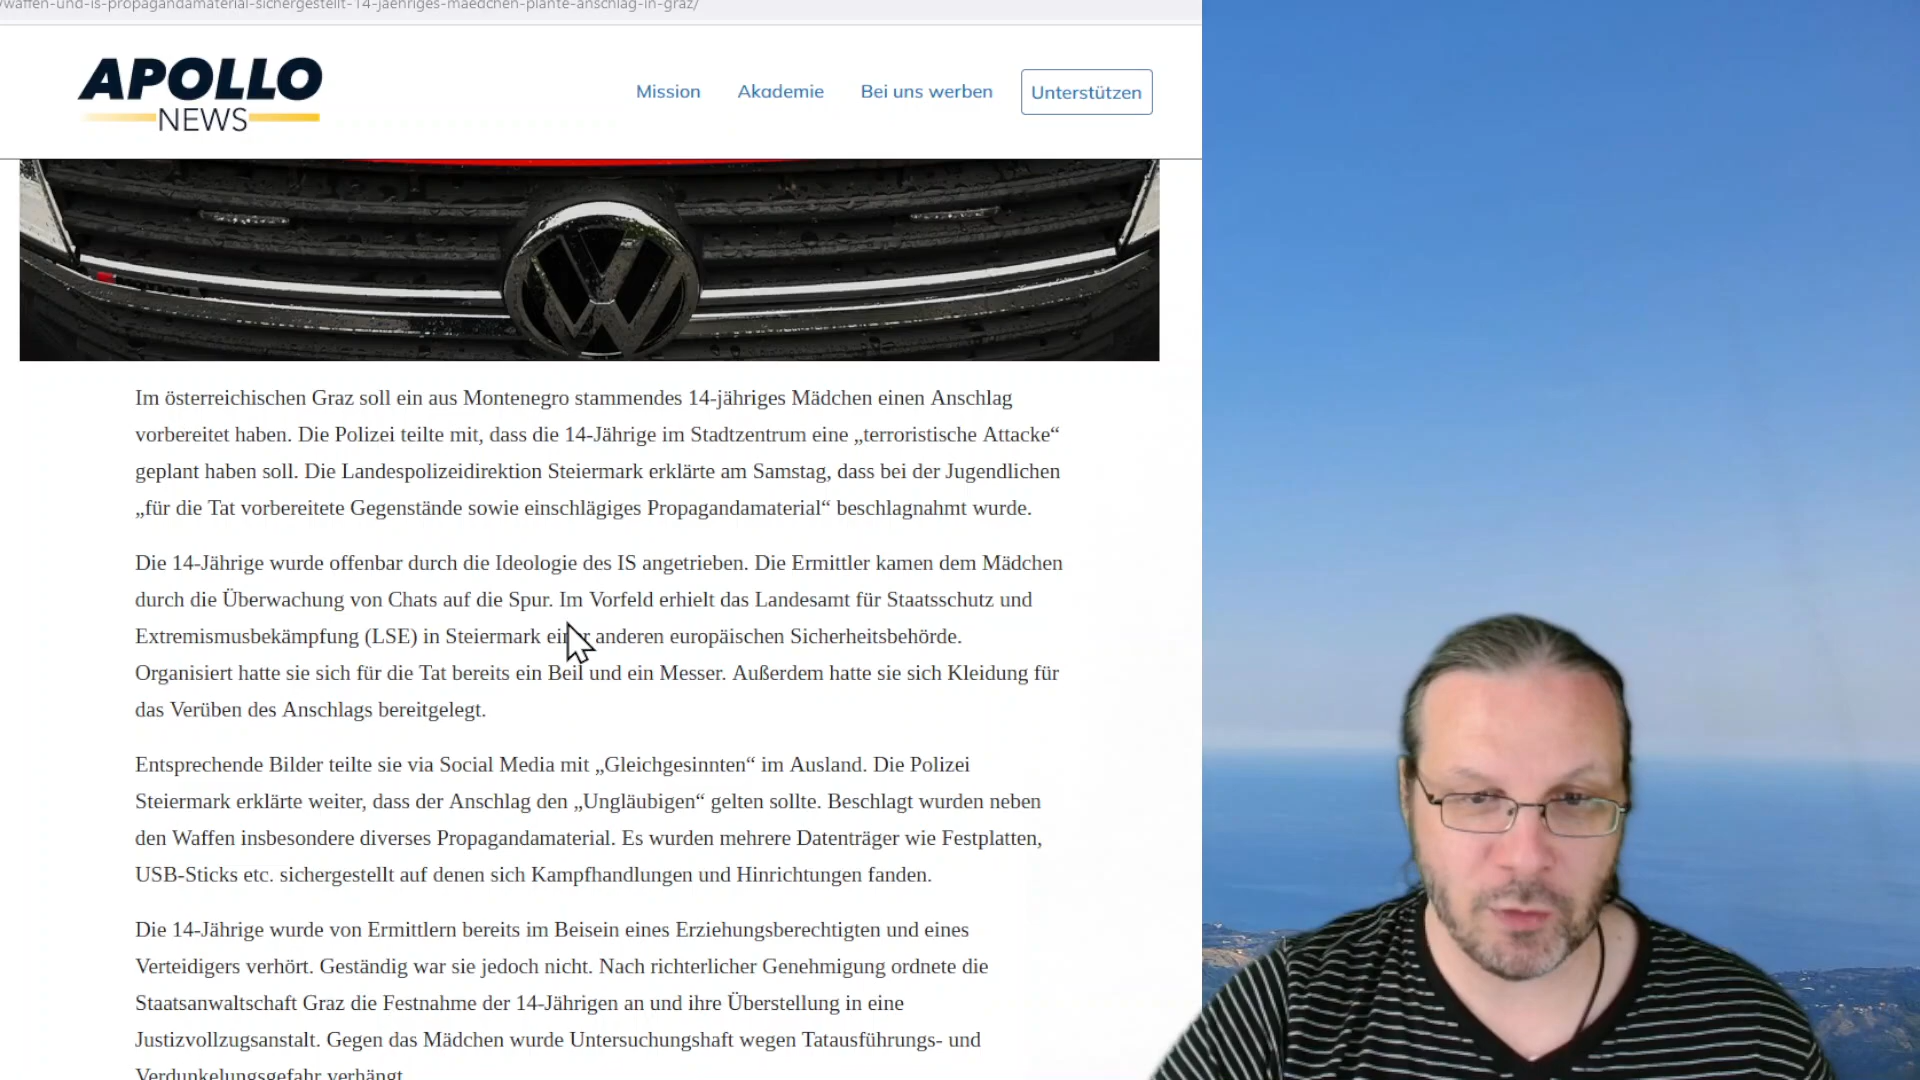 /waffen-und-is-propagandamaterial-sichergestellt-14-jaehriges-maedchen-plante-anschlag-in-graz/
APOLLO
NEWS
Mission
Akademie
Bei uns werben
Unterstützen
Im österreichischen Graz soll ein aus Montenegro stammendes 14-jähriges Mädchen einen Anschlag
vorbereitet haben. Die Polizei teilte mit, dass die 14-Jährige im Stadtzentrum eine „terroristische Attacke“
geplant haben soll. Die Landespolizeidirektion Steiermark erklärte am Samstag, dass bei der Jugendlichen
„für die Tat vorbereitete Gegenstände sowie einschlägiges Propagandamaterial“ beschlagnahmt wurde.
Die 14-Jährige wurde offenbar durch die Ideologie des IS angetrieben. Die Ermittler kamen dem Mädchen
durch die Überwachung von Chats auf die Spur. Im Vorfeld erhielt das Landesamt für Staatsschutz und
Extremismusbekämpfung (LSE) in Steiermark einer anderen europäischen Sicherheitsbehörde.
Organisiert hatte sie sich für die Tat bereits ein Beil und ein Messer. Außerdem hatte sie sich Kleidung für
das Verüben des Anschlags bereitgelegt.
Entsprechende Bilder teilte sie via Social Media mit „Gleichgesinnten“ im Ausland. Die Polizei
Steiermark erklärte weiter, dass der Anschlag den „Ungläubigen“ gelten sollte. Beschlagt wurden neben
den Waffen insbesondere diverses Propagandamaterial. Es wurden mehrere Datenträger wie Festplatten,
USB-Sticks etc. sichergestellt auf denen sich Kampfhandlungen und Hinrichtungen fanden.
Die 14-Jährige wurde von Ermittlern bereits im Beisein eines Erziehungsberechtigten und eines
Verteidigers verhört. Geständig war sie jedoch nicht. Nach richterlicher Genehmigung ordnete die
Staatsanwaltschaft Graz die Festnahme der 14-Jährigen an und ihre Überstellung in eine
Justizvollzugsanstalt. Gegen das Mädchen wurde Untersuchungshaft wegen Tatausführungs- und
Verdunkelungsgefahr verhängt.